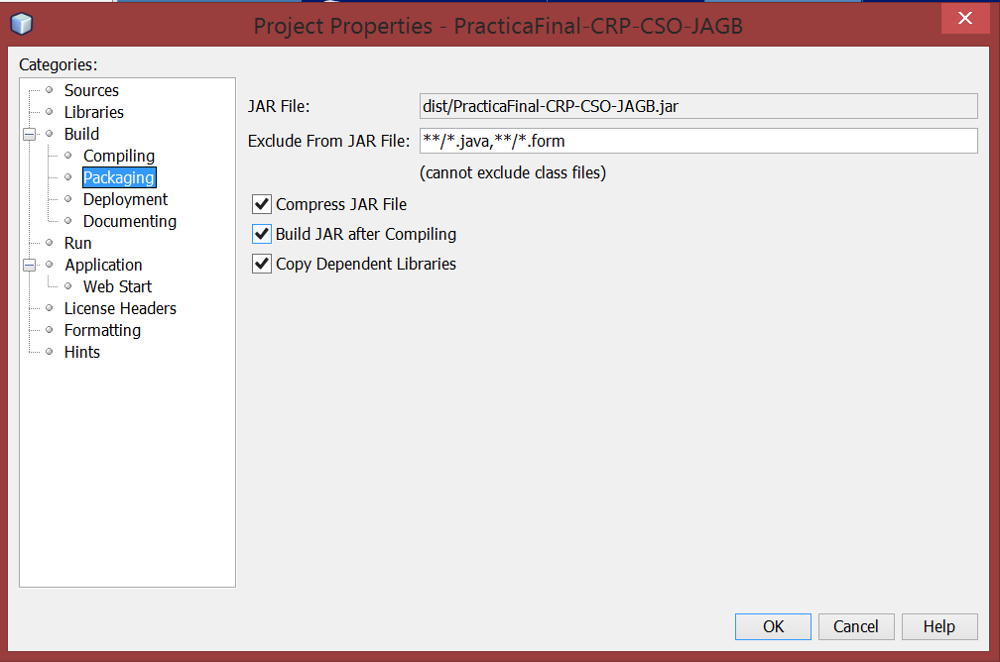 Project Properties - PracticaFinal-CRP-CSO-JAGB
Categories:
Sources
Libraries
Build
Compiling
Packaging
Deployment
Documenting
Run
Application
Web Start
License Headers
Formatting
Hints
JAR File: dist/PracticaFinal-CRP-CSO-JAGB.jar
Exclude From JAR File: **/*.java,**/*.form
(cannot exclude class files)
Compress JAR File
Build JAR after Compiling
Copy Dependent Libraries
OK Cancel Help